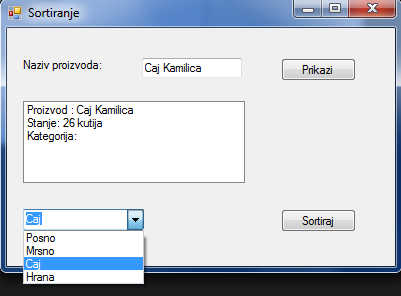 Sortiranje
Naziv proizvoda:
Caj Kamilica
Prikazi
Proizvod : Caj Kamilica
Stanje: 26 kutija
Kategorija:
Caj
Sortiraj
Posno
Mrsno
Caj
Hrana